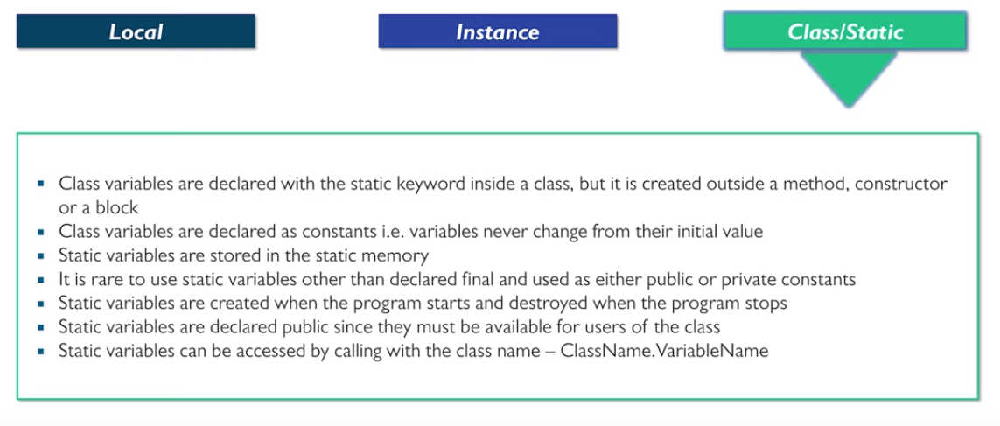 Local
Instance
Class/Static
▪ Class variables are declared with the static keyword inside a class, but it is created outside a method, constructor
or a block
▪ Class variables are declared as constants i.e. variables never change from their initial value
▪ Static variables are stored in the static memory
▪ It is rare to use static variables other than declared final and used as either public or private constants
▪ Static variables are created when the program starts and destroyed when the program stops
▪ Static variables are declared public since they must be available for users of the class
▪ Static variables can be accessed by calling with the class name – ClassName.VariableName